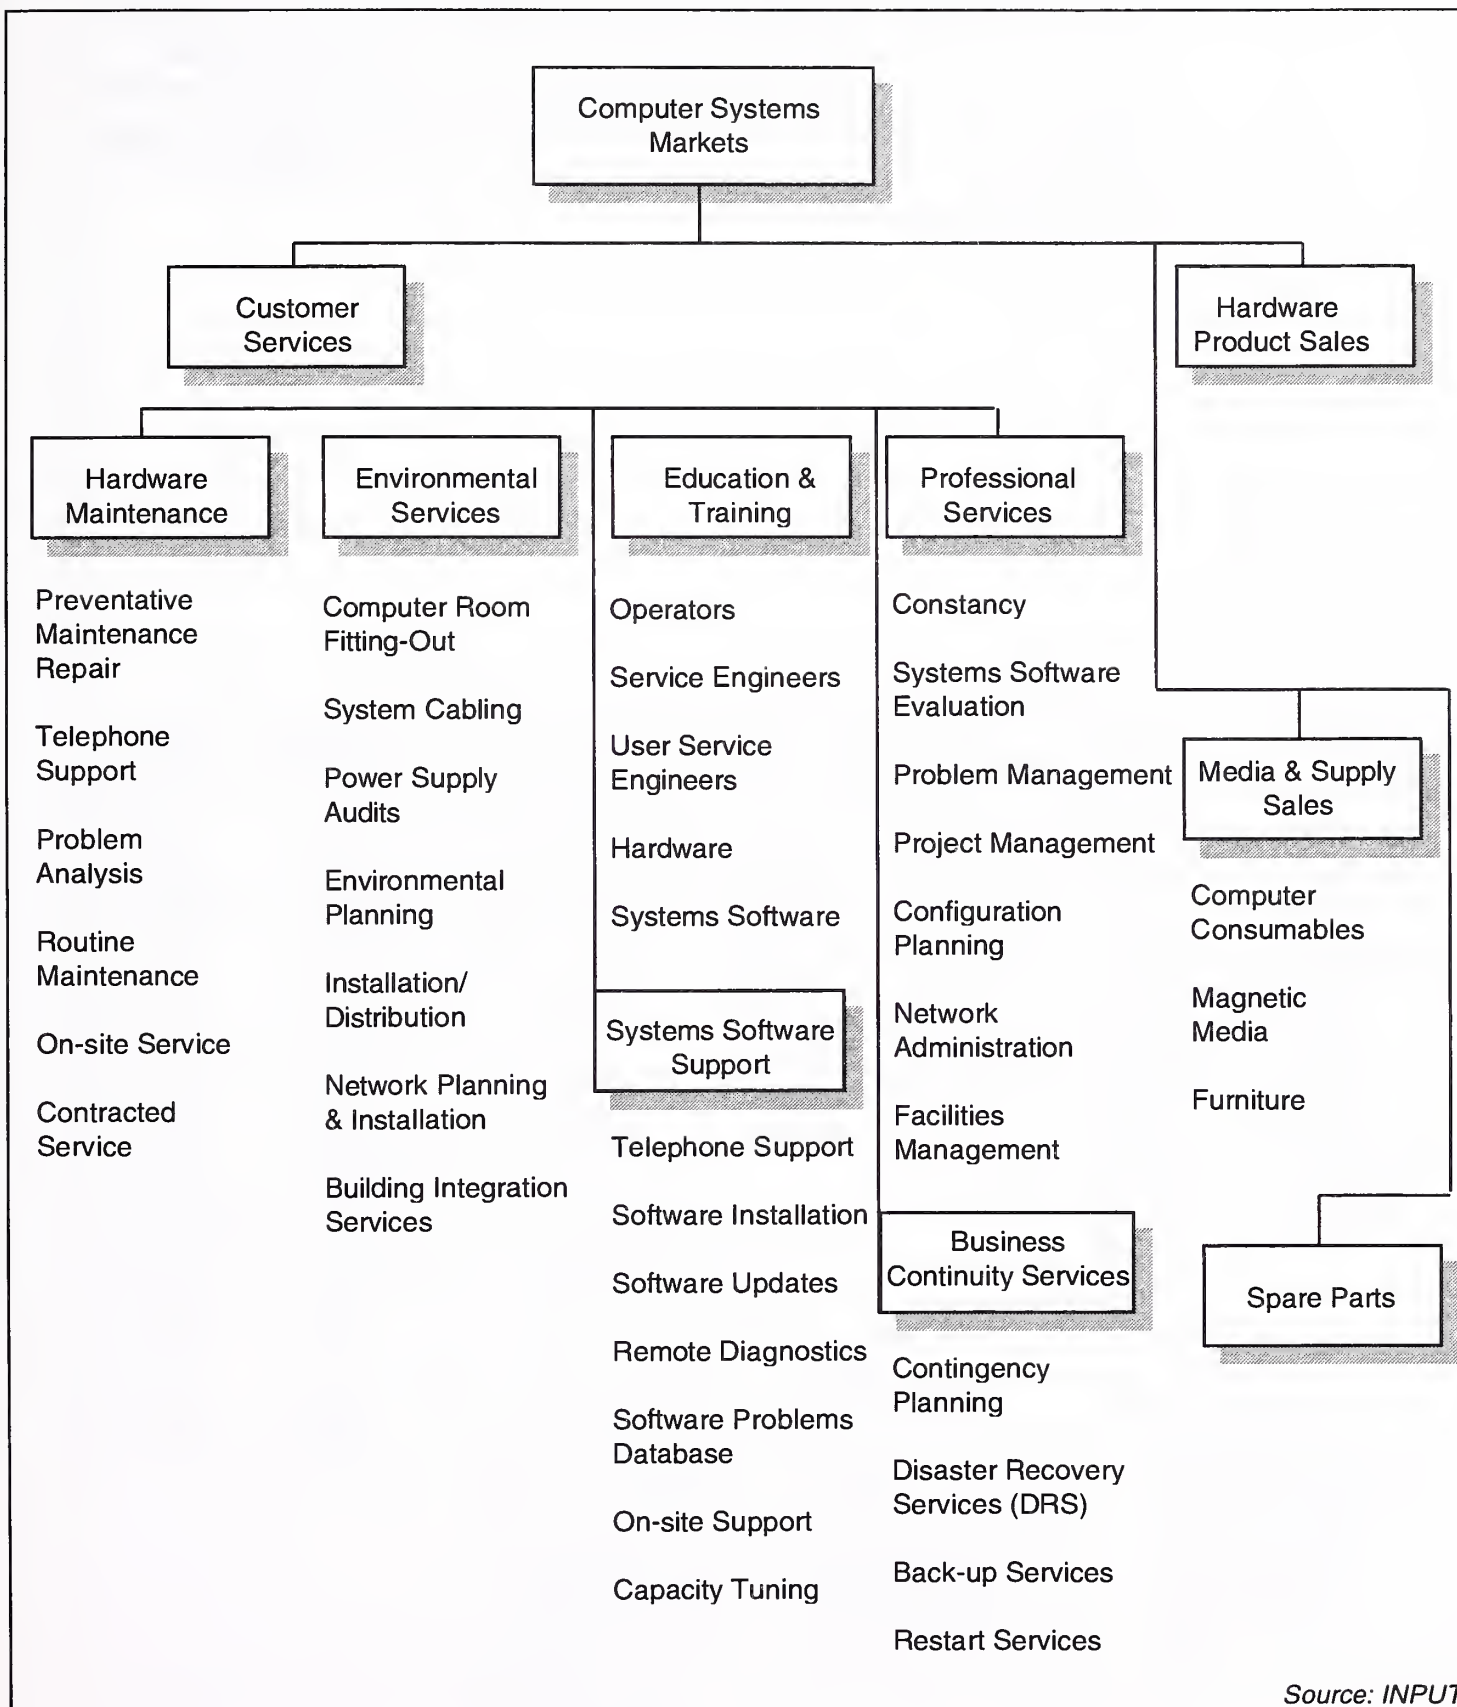 Computer Systems
Markets
Customer
Services
Hardware
Product Sales
Hardware
Maintenance
Preventative
Maintenance
Repair
Telephone
Support
Problem
Analysis
Routine
Maintenance
On-site Service
Contracted
Service
Environmental
Services
Computer Room
Fitting-Out
System Cabling
Power Supply
Audits
Environmental
Planning
Installation/
Distribution
Network Planning
& Installation
Building Integration
Services
Education &
Training
Operators
Service Engineers
User Service
Engineers
Hardware
Systems Software
Systems Software
Support
Telephone Support
Software Installation
Software Updates
Remote Diagnostics
Software Problems
Database
On-site Support
Capacity Tuning
Professional
Services
Constancy
Systems Software
Evaluation
Problem Management
Project Management
Configuration
Planning
Network
Administration
Facilities
Management
Business
Continuity Services
Contingency
Planning
Disaster Recovery
Services (DRS)
Back-up Services
Restart Services
Media & Supply
Sales
Computer
Consumables
Magnetic
Media
Furniture
Spare Parts
Source: INPUT